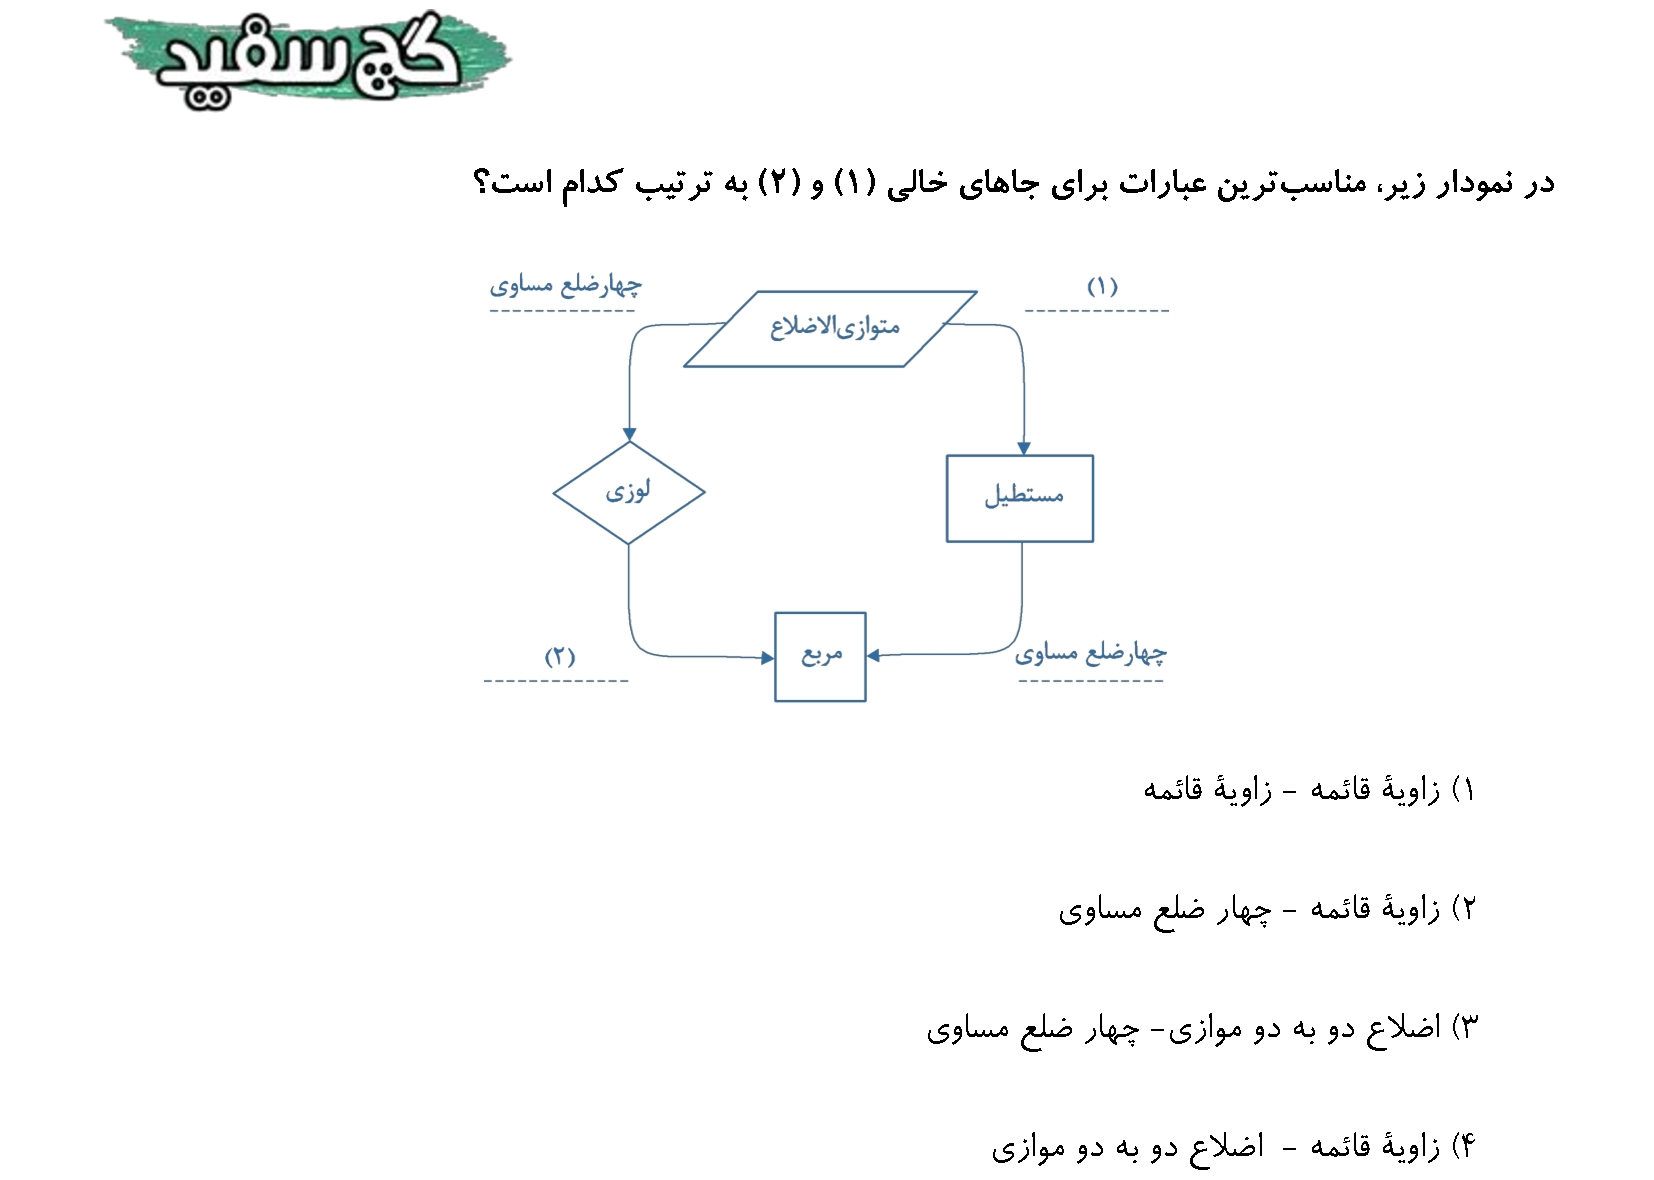 گچ سفید
در نمودار زیر، مناسب‌ترین عبارات برای جاهای خالی (۱) و (۲) به ترتیب کدام است؟
چهارضلع مساوی
(۱)
متوازی‌الاضلاع
لوزی
مستطیل
مربع
(۲)
چهارضلع مساوی
۱) زاویهٔ قائمه - زاویهٔ قائمه
۲) زاویهٔ قائمه - چهار ضلع مساوی
۳) اضلاع دو به دو موازی- چهار ضلع مساوی
۴) زاویهٔ قائمه - اضلاع دو به دو موازی